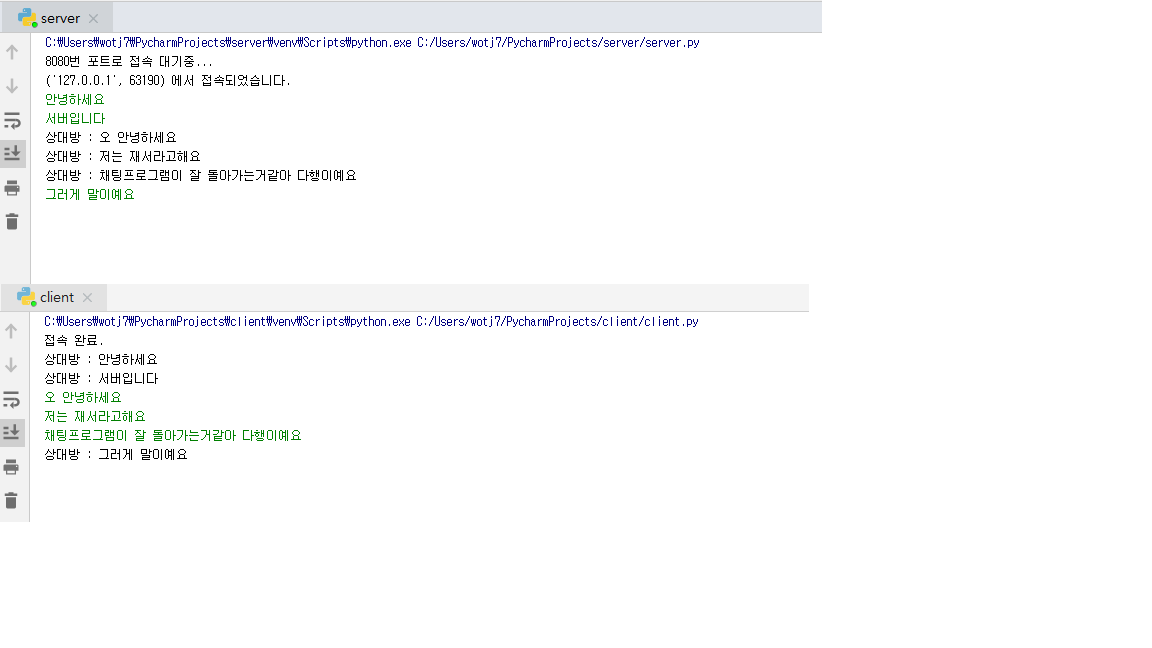 server
C:₩Users₩wotj7₩PycharmProjects₩server₩venv₩Scripts₩python.exe C:/Users/wotj7/PycharmProjects/server/server.py
8080번 포트로 접속 대기중...
('127.0.0.1', 63190) 에서 접속되었습니다.
안녕하세요
서버입니다
상대방 : 오 안녕하세요
상대방 : 저는 재서라고해요
상대방 : 채팅프로그램이 잘 돌아가는거같아 다행이예요
그러게 말이예요
client
C:₩Users₩wotj7₩PycharmProjects₩client₩venv₩Scripts₩python.exe C:/Users/wotj7/PycharmProjects/client/client.py
접속 완료.
상대방 : 안녕하세요
상대방 : 서버입니다
오 안녕하세요
저는 재서라고해요
채팅프로그램이 잘 돌아가는거같아 다행이예요
상대방 : 그러게 말이예요